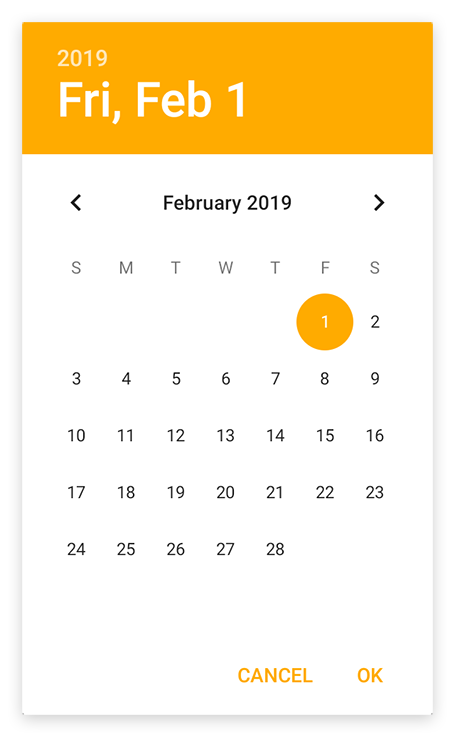 2019
Fri, Feb 1
February 2019
S M T W T F S
1 2
3 4 5 6 7 8 9
10 11 12 13 14 15 16
17 18 19 20 21 22 23
24 25 26 27 28
CANCEL OK